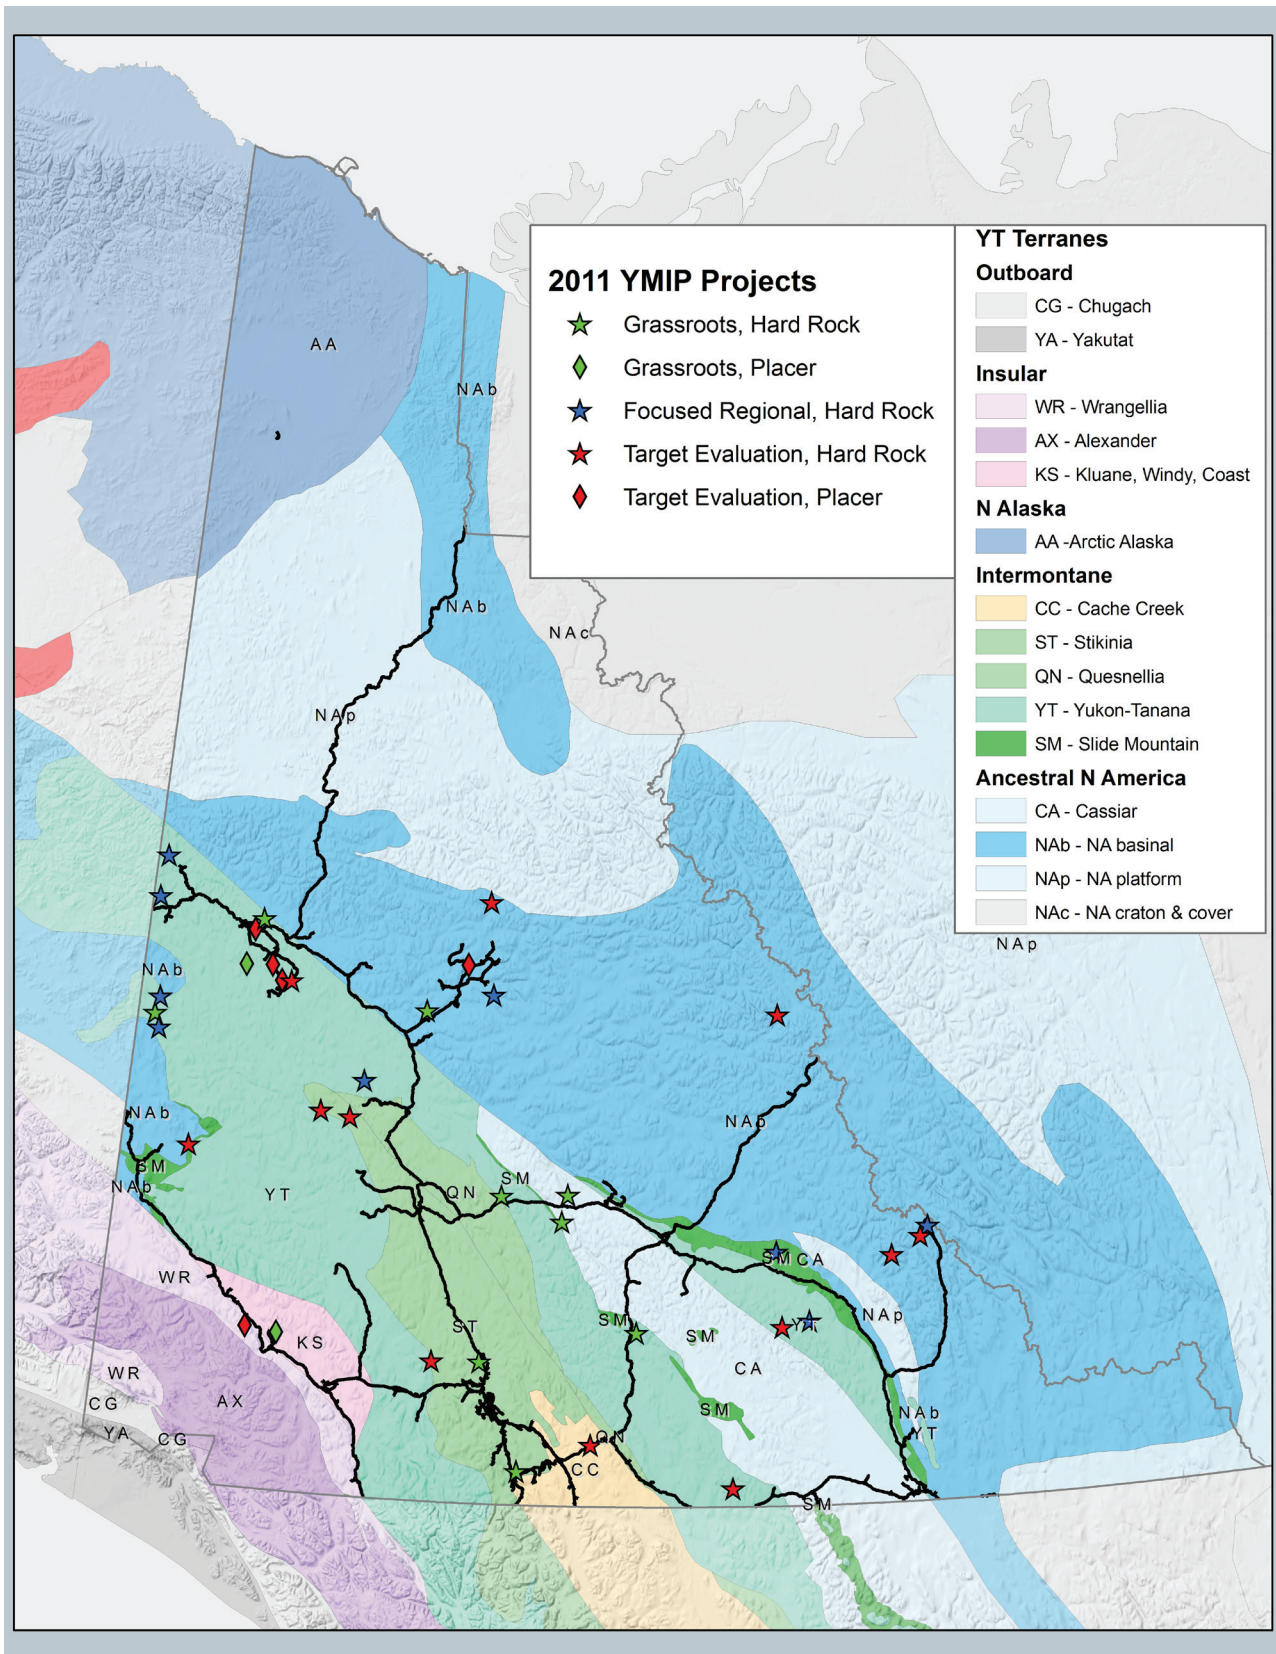 2011 YMIP Projects
Grassroots, Hard Rock
Grassroots, Placer
Focused Regional, Hard Rock
Target Evaluation, Hard Rock
Target Evaluation, Placer
YT Terranes
Outboard
CG - Chugach
YA - Yakutat
Insular
WR - Wrangellia
AX - Alexander
KS - Kluane, Windy, Coast
N Alaska
AA -Arctic Alaska
Intermontane
CC - Cache Creek
ST - Stikinia
QN - Quesnellia
YT - Yukon-Tanana
SM - Slide Mountain
Ancestral N America
CA - Cassiar
NAb - NA basinal
NAp - NA platform
NAc - NA craton & cover
AA
NAb
NAb
NAc
NAp
NAp
NAb
NAb
NAb
SM
NAb
YT
QN
SM
SM CA
WR
KS
ST
SM
SM
YT
NAp
WR
CA
AX
CG
SM
NAb
YA
CG
QN
YT
CC
SM